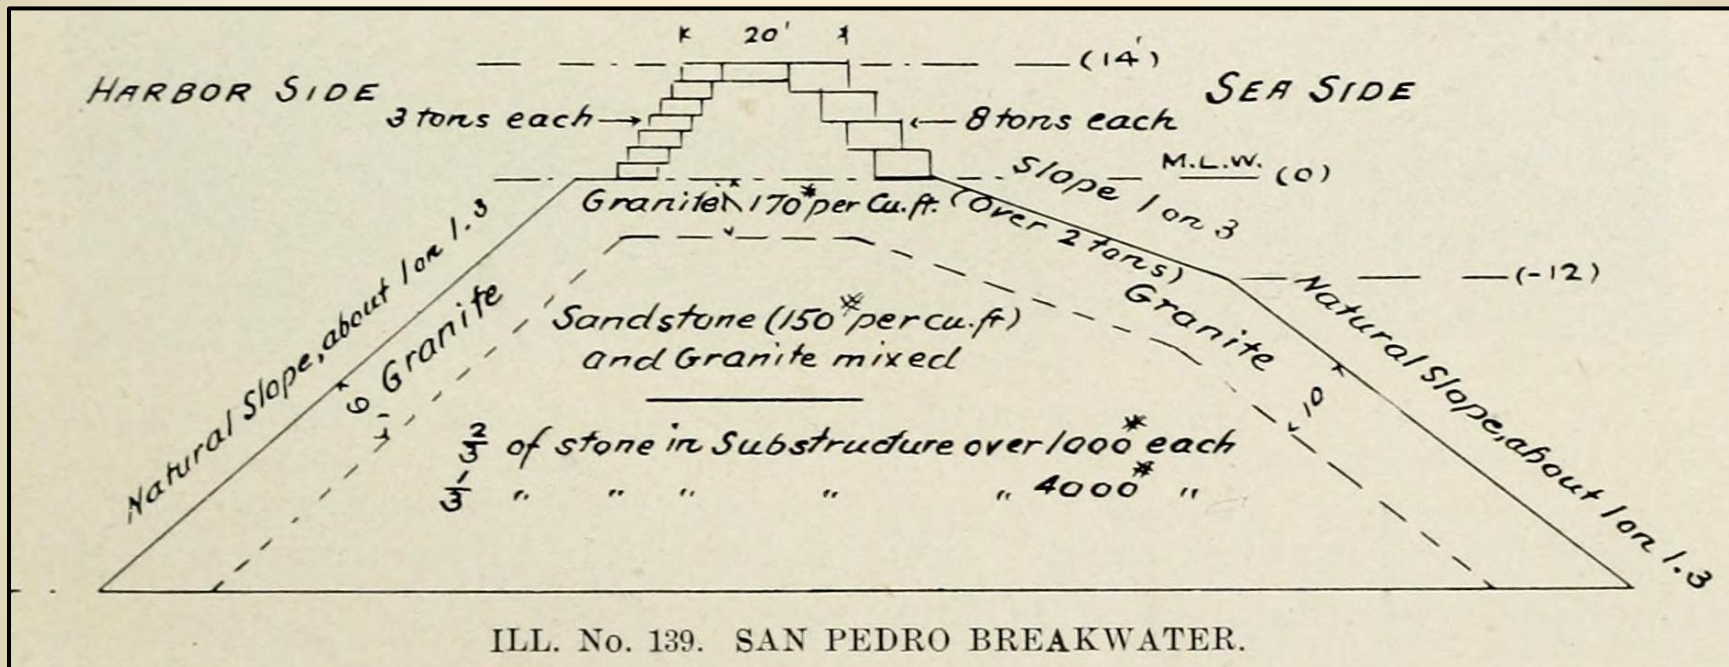 20'
(14')
HARBOR SIDE
SEA SIDE
3 tons each
8 tons each
M.L.W. (0)
Slope 1 on 3
Granite 170# per Cu. ft. (Over 2 tons)
(-12)
Natural Slope, about 1 on 1.3
Granite
Granite
Natural Slope, about 1 on 1.3
Sandstone (150# per cu. ft)
and Granite mixed
10'
2/3 of stone in Substructure over 1000# each
1/3 " " " " " 4000# "
ILL. No. 139. SAN PEDRO BREAKWATER.